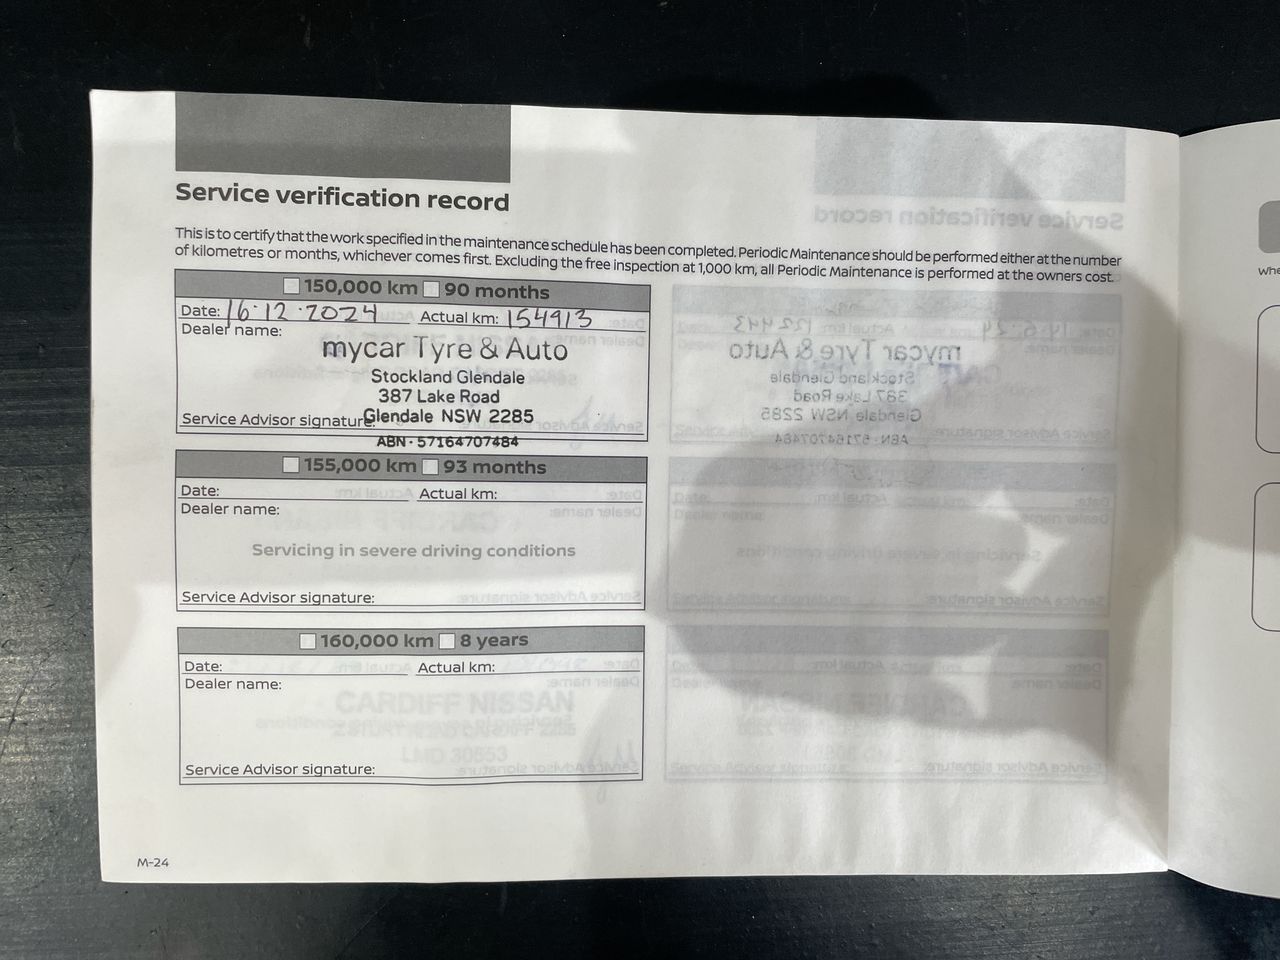 Service verification record
This is to certify that the work specified in the maintenance schedule has been completed. Periodic Maintenance should be performed either at the number
of kilometres or months, whichever comes first. Excluding the free inspection at 1,000 km, all Periodic Maintenance is performed at the owners cost.
150,000 km 90 months
Date: 16·12·2024 Actual km: 154913
Dealer name:
mycar Tyre & Auto
Stockland Glendale
387 Lake Road
Service Advisor signature: Glendale NSW 2285
ABN · 57164707484
155,000 km 93 months
Date: Actual km:
Dealer name:
Servicing in severe driving conditions
Service Advisor signature:
160,000 km 8 years
Date: Actual km:
Dealer name:
CARDIFF NISSAN
LMD 30853
Service Advisor signature:
M-24